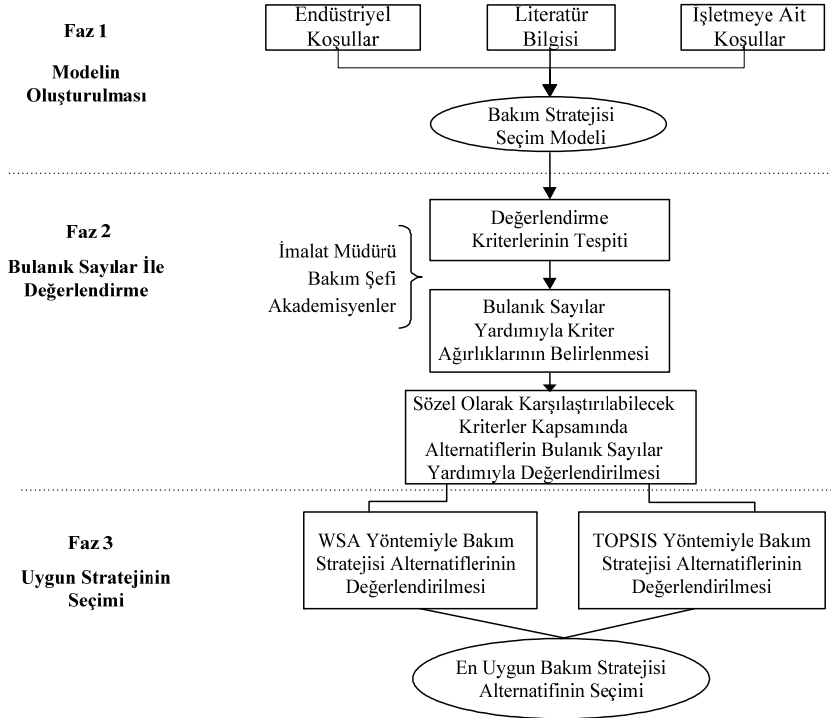 Faz 1
Modelin
Oluşturulması
Endüstriyel
Koşullar
Literatür
Bilgisi
İşletmeye Ait
Koşullar
Bakım Stratejisi
Seçim Modeli
Faz 2
Bulanık Sayılar İle
Değerlendirme
İmalat Müdürü
Bakım Şefi
Akademisyenler
Değerlendirme
Kriterlerinin Tespiti
Bulanık Sayılar
Yardımıyla Kriter
Ağırlıklarının Belirlenmesi
Sözel Olarak Karşılaştırılabilecek
Kriterler Kapsamında
Alternatiflerin Bulanık Sayılar
Yardımıyla Değerlendirilmesi
Faz 3
Uygun Stratejinin
Seçimi
WSA Yöntemiyle Bakım
Stratejisi Alternatiflerinin
Değerlendirilmesi
TOPSIS Yöntemiyle Bakım
Stratejisi Alternatiflerinin
Değerlendirilmesi
En Uygun Bakım Stratejisi
Alternatifinin Seçimi